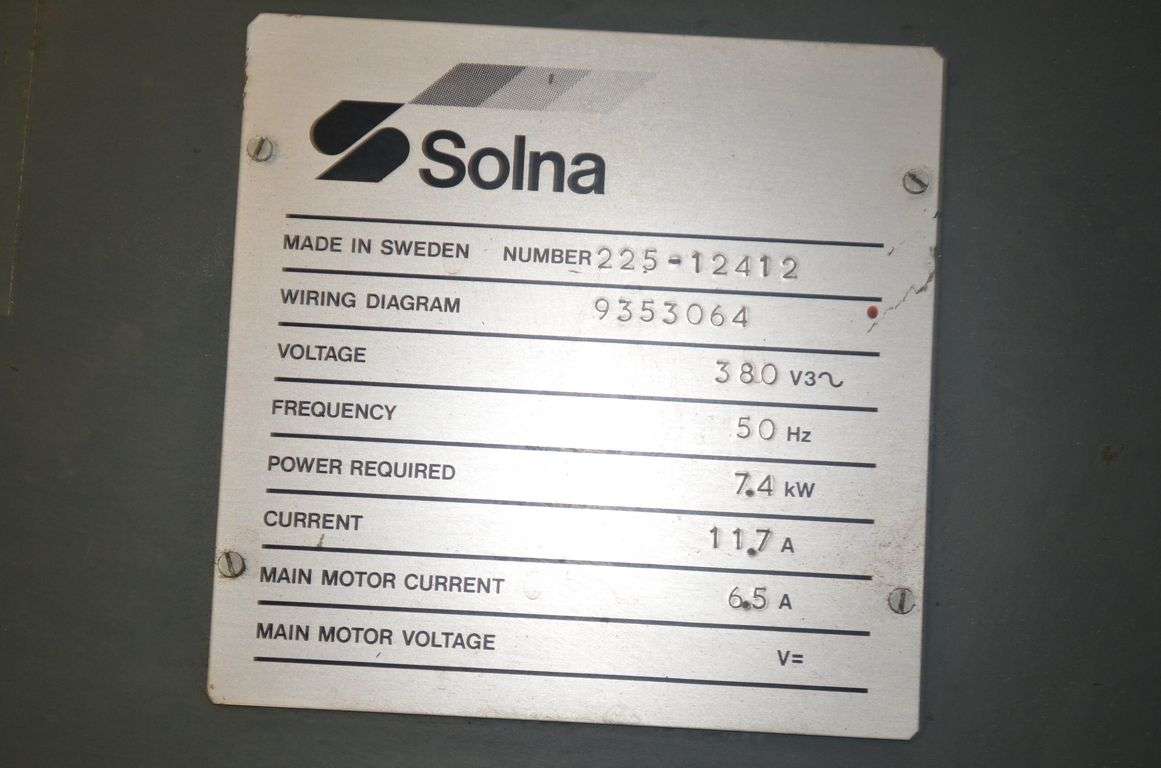 Solna
MADE IN SWEDEN NUMBER 225-12412
WIRING DIAGRAM 9353064
VOLTAGE 380 V3~
FREQUENCY 50 Hz
POWER REQUIRED 7.4 kW
CURRENT 11.7 A
MAIN MOTOR CURRENT 6.5 A
MAIN MOTOR VOLTAGE V=